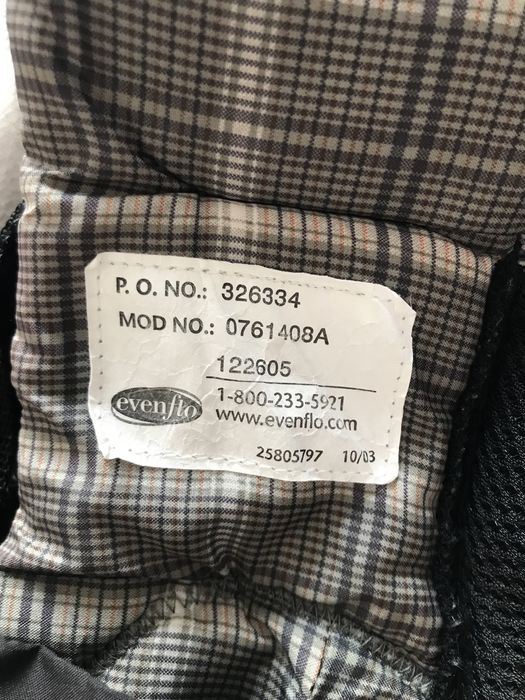 P. O. NO.: 326334
MOD NO.: 0761408A
122605
evenflo
1-800-233-5921
www.evenflo.com
25805797 10/03